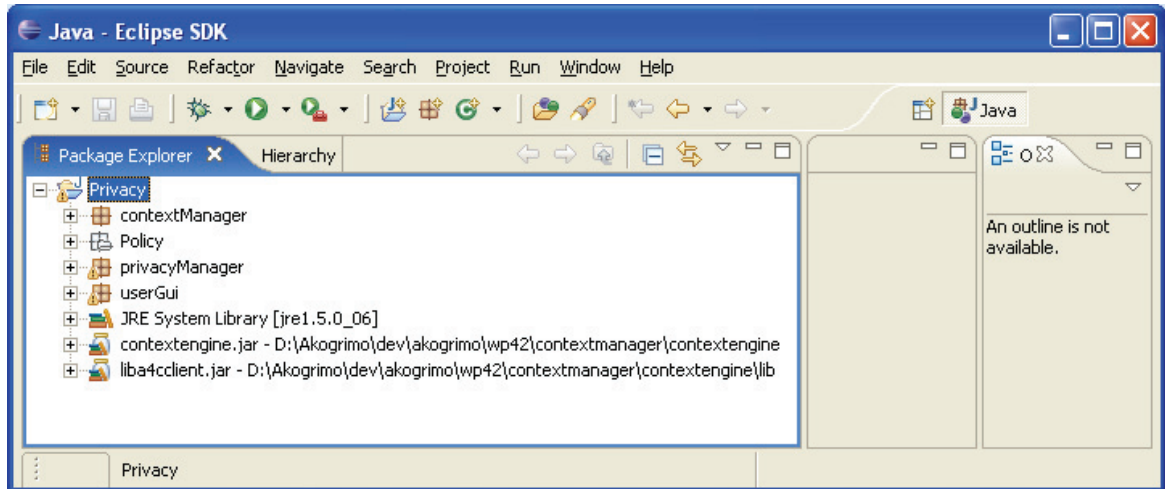 Java - Eclipse SDK
File Edit Source Refactor Navigate Search Project Run Window Help
Java
Package Explorer Hierarchy
O
Privacy
contextManager
Policy
privacyManager
userGui
JRE System Library [jre1.5.0_06]
contextengine.jar - D:\Akogrimo\dev\akogrimo\wp42\contextmanager\contextengine
liba4cclient.jar - D:\Akogrimo\dev\akogrimo\wp42\contextmanager\contextengine\lib
An outline is not
available.
Privacy